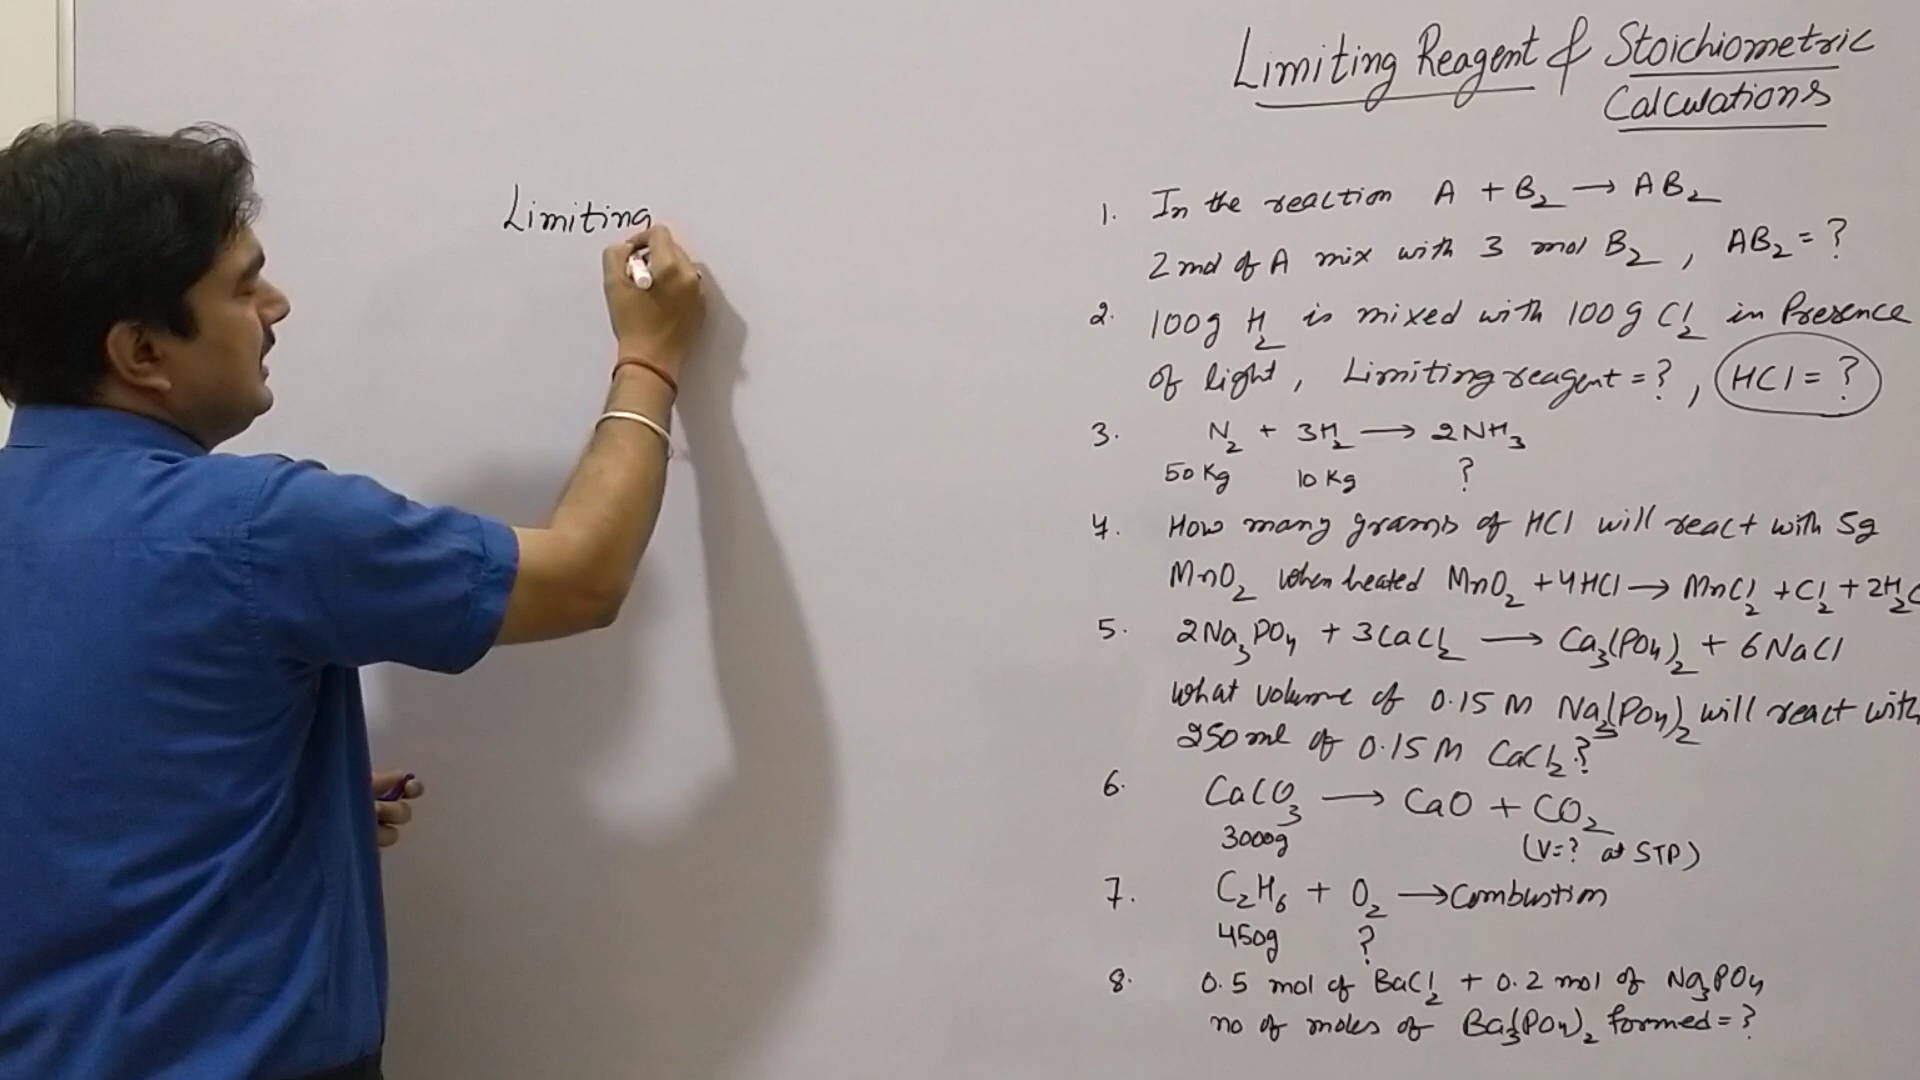 Limiting
Limiting Reagent & Stoichiometric
Calculations
1. In the reaction A + B₂ → AB₂
2 mol of A mix with 3 mol B₂, AB₂ = ?
2. 100g H₂ is mixed with 100g Cl₂ in Presence
of light, Limiting reagent = ?, HCl = ?
3. N₂ + 3H₂ → 2NH₃
50 Kg 10 Kg ?
4. How many grams of HCl will react with 5g
MnO₂ when heated MnO₂ + 4HCl → MnCl₂ + Cl₂ + 2H₂O
5. 2Na₃PO₄ + 3CaCl₂ → Ca₃(PO₄)₂ + 6NaCl
what volume of 0.15 M Na₃(PO₄)₂ will react with
250 ml of 0.15 M CaCl₂?
6. CaCO₃ → CaO + CO₂
3000g (V=? at STP)
7. C₂H₆ + O₂ → Combustion
450g ?
8. 0.5 mol of BaCl₂ + 0.2 mol of Na₃PO₄
no of moles of Ba₃(PO₄)₂ formed = ?